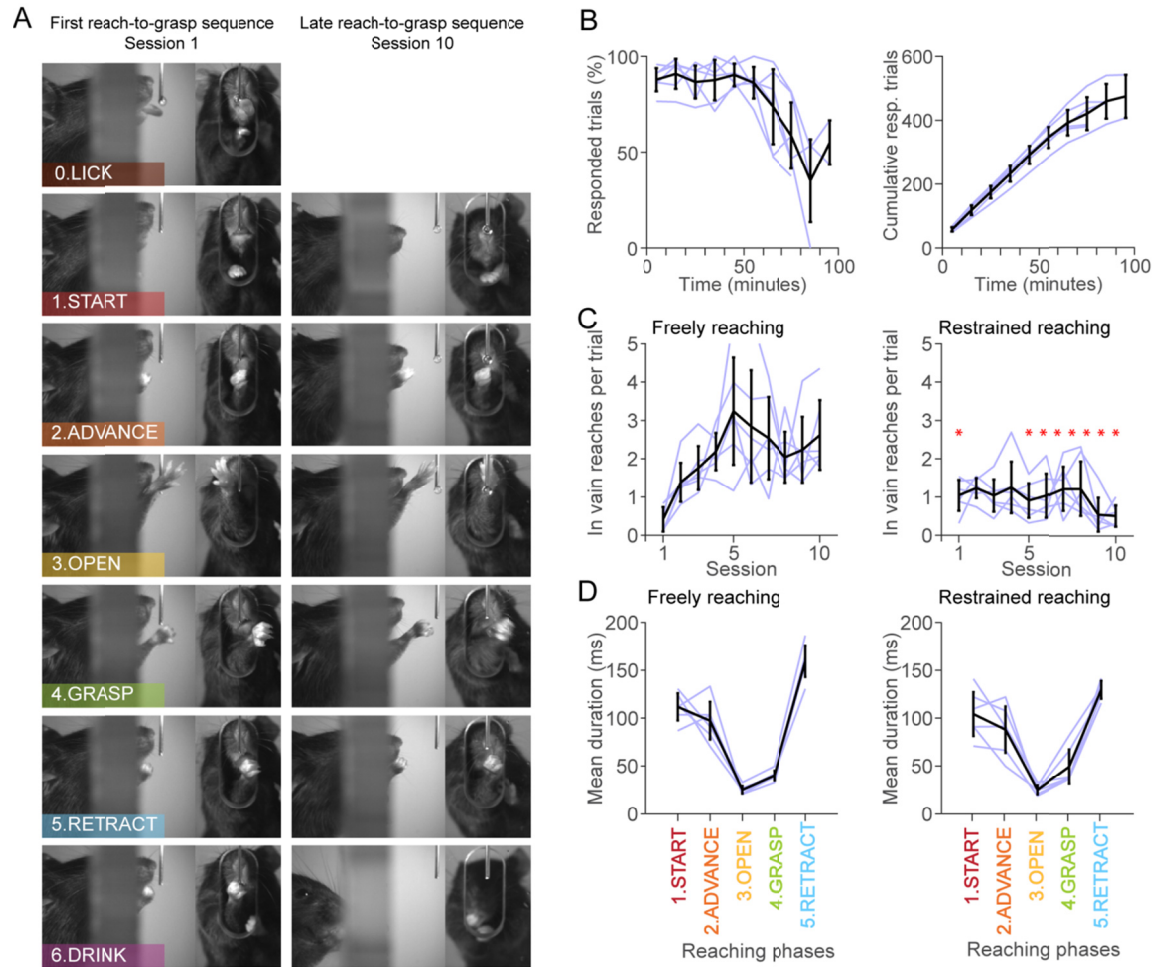 A
First reach-to-grasp sequence
Session 1
Late reach-to-grasp sequence
Session 10
0.LICK
1.START
2.ADVANCE
3.OPEN
4.GRASP
5.RETRACT
6.DRINK
B
Responded trials (%)
100
50
0
0
50
100
Time (minutes)
Cumulative resp. trials
600
400
200
0
0
50
100
Time (minutes)
C
Freely reaching
In vain reaches per trial
5
4
3
2
1
0
1
5
10
Session
Restrained reaching
In vain reaches per trial
5
4
3
2
1
0
* * * * * * * *
1
5
10
Session
D
Freely reaching
Mean duration (ms)
200
150
100
50
0
1.START
2.ADVANCE
3.OPEN
4.GRASP
5.RETRACT
Reaching phases
Restrained reaching
Mean duration (ms)
200
150
100
50
0
1.START
2.ADVANCE
3.OPEN
4.GRASP
5.RETRACT
Reaching phases